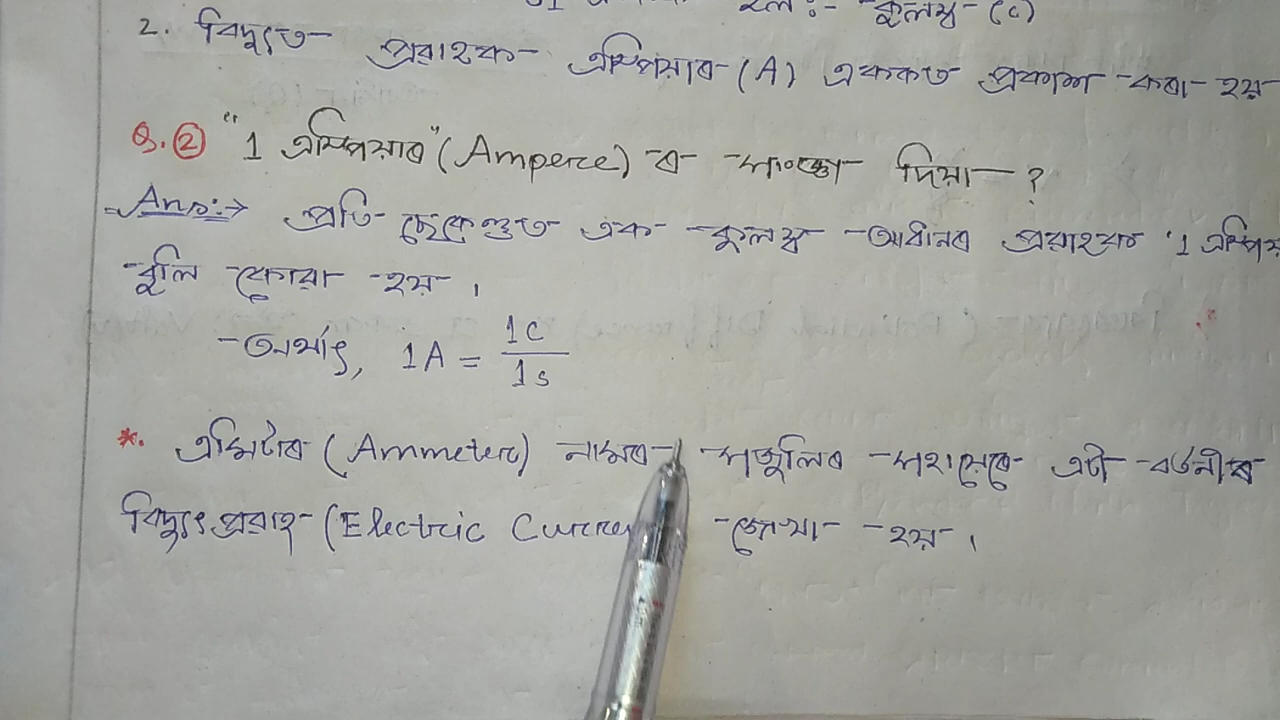 হ'ল:- কুলম্ব-(C)
2. বিদ্যুত প্ৰবাহক এম্পিয়াৰ (A) এককত প্ৰকাশ কৰা হয়
Q.② "1 এম্পিয়াৰ" (Ampere) ৰ সংজ্ঞা দিয়া ?
Ans:→ প্ৰতি ছেকেণ্ডত এক কুলম্ব আধানৰ প্ৰবাহক '1 এম্পিয়
বুলি কোৱা হয় ।
অৰ্থাৎ, 1A = 1C/1s
*. এমিটাৰ (Ammeter) নামৰ সঁজুলিৰ সহায়েৰে এটা বৰ্তনীৰ
বিদ্যুৎ প্ৰবাহ (Electric Curre জোখা হয় ।